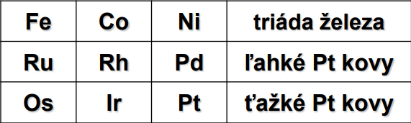 Fe Co Ni triáda železa
Ru Rh Pd ľahké Pt kovy
Os Ir Pt ťažké Pt kovy